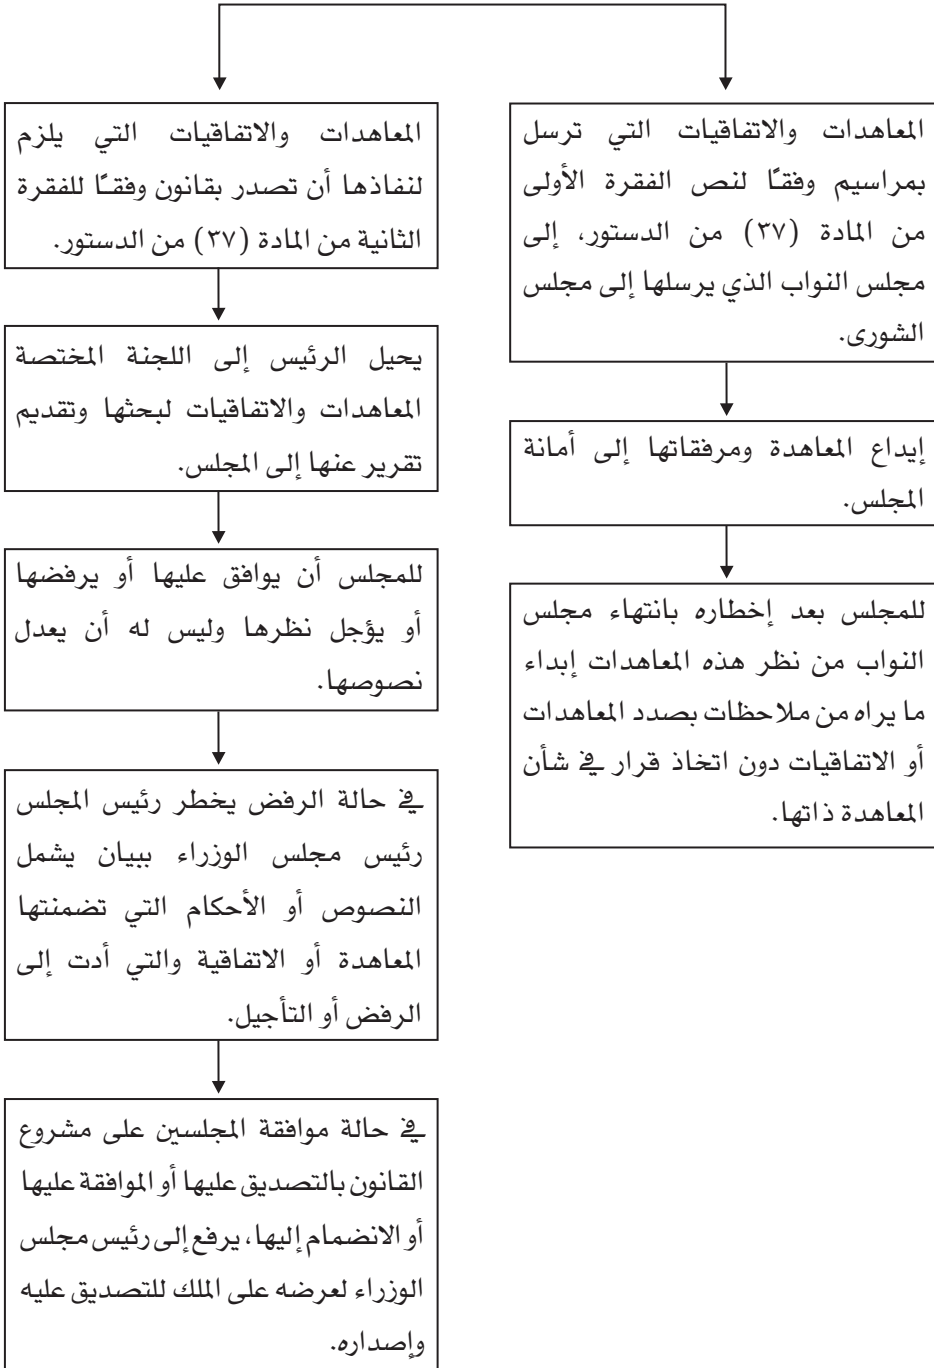 المعاهدات والاتفاقيات التي ترسل
بمراسيم وفقًا لنص الفقرة الأولى
من المادة (٣٧) من الدستور، إلى
مجلس النواب الذي يرسلها إلى مجلس
الشورى.
إيداع المعاهدة ومرفقاتها إلى أمانة
المجلس.
للمجلس بعد إخطاره بانتهاء مجلس
النواب من نظر هذه المعاهدات إبداء
ما يراه من ملاحظات بصدد المعاهدات
أو الاتفاقيات دون اتخاذ قرار في شأن
المعاهدة ذاتها.
المعاهدات والاتفاقيات التي يلزم
لنفاذها أن تصدر بقانون وفقًا للفقرة
الثانية من المادة (٣٧) من الدستور.
يحيل الرئيس إلى اللجنة المختصة
المعاهدات والاتفاقيات لبحثها وتقديم
تقرير عنها إلى المجلس.
للمجلس أن يوافق عليها أو يرفضها
أو يؤجل نظرها وليس له أن يعدل
نصوصها.
في حالة الرفض يخطر رئيس المجلس
رئيس مجلس الوزراء ببيان يشمل
النصوص أو الأحكام التي تضمنتها
المعاهدة أو الاتفاقية والتي أدت إلى
الرفض أو التأجيل.
في حالة موافقة المجلسين على مشروع
القانون بالتصديق عليها أو الموافقة عليها
أو الانضمام إليها، يرفع إلى رئيس مجلس
الوزراء لعرضه على الملك للتصديق عليه
وإصداره.